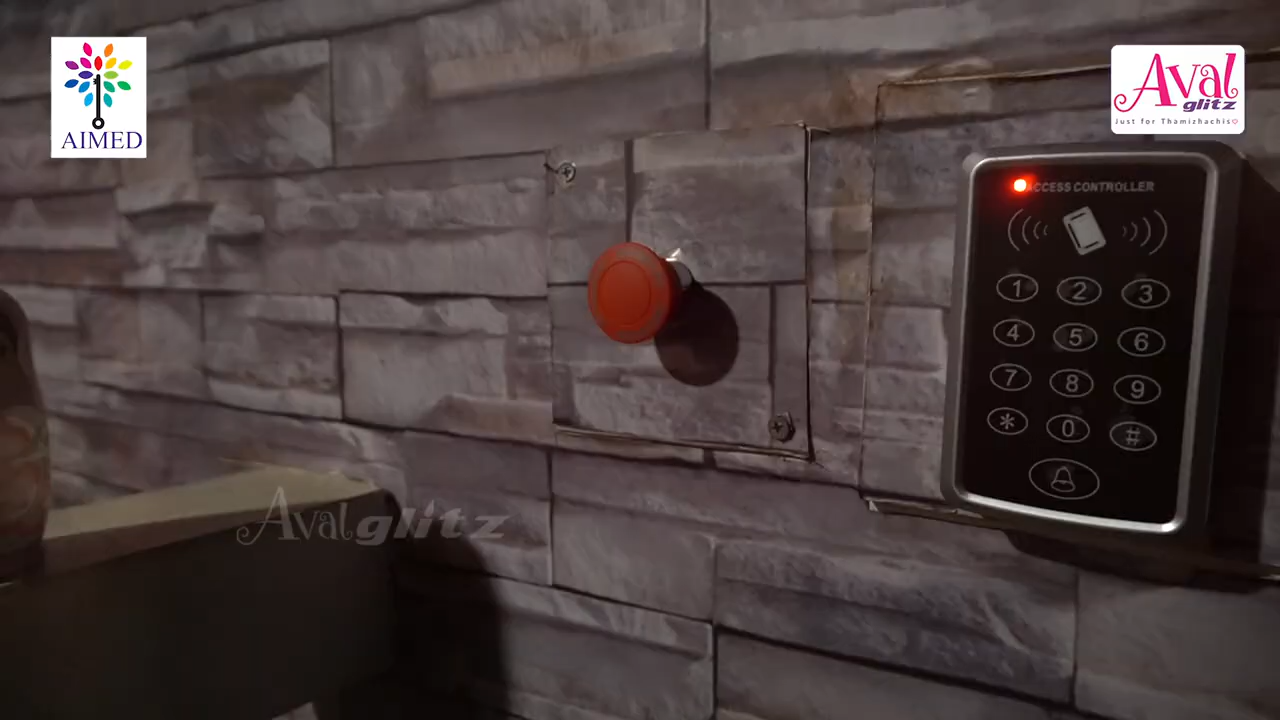 AIMED
Aval
glitz
Just for Thamizhachis
ACCESS CONTROLLER
1 2 3
4 5 6
7 8 9
* 0 #
Avalglitz